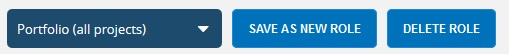 Portfolio (all projects) SAVE AS NEW ROLE DELETE ROLE